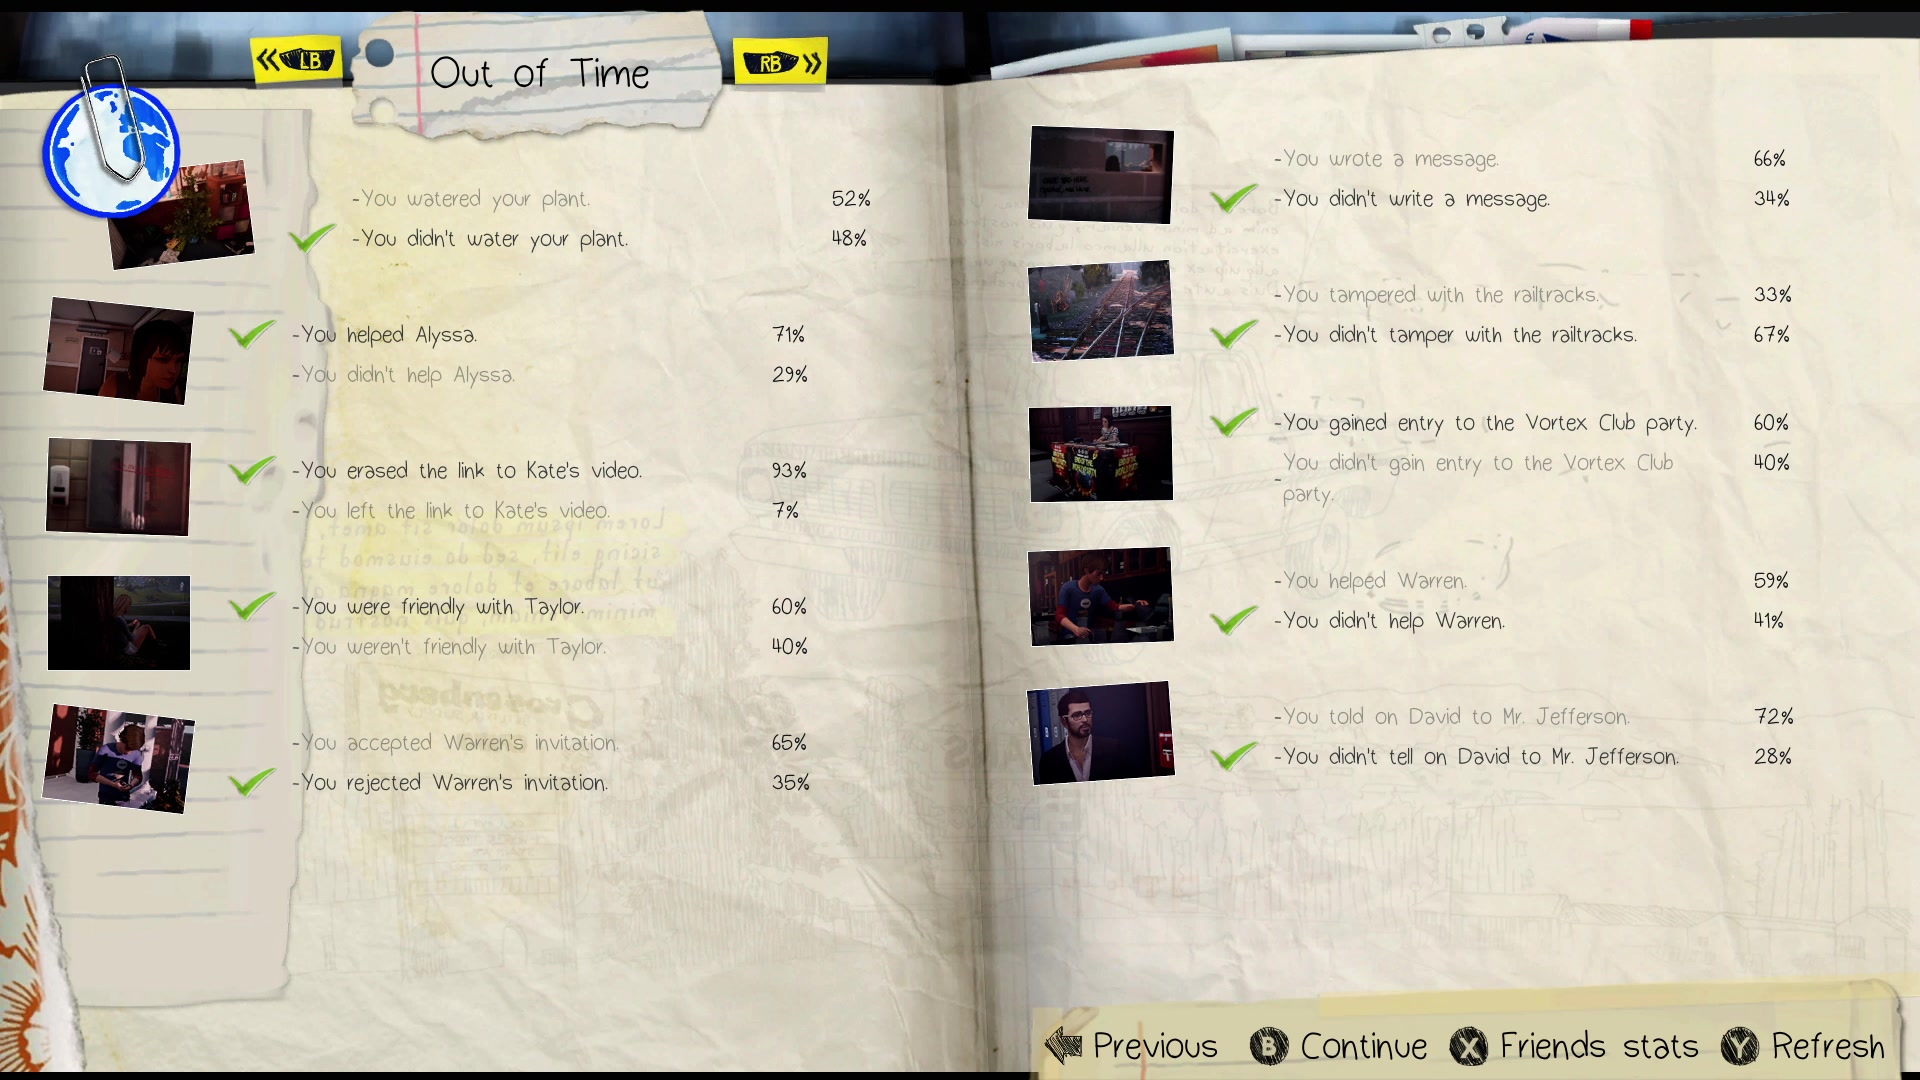 LB
Out of Time
RB
-You watered your plant. 52%
-You didn't water your plant. 48%
-You helped Alyssa. 71%
-You didn't help Alyssa. 29%
-You erased the link to Kate's video. 93%
-You left the link to Kate's video. 7%
-You were friendly with Taylor. 60%
-You weren't friendly with Taylor. 40%
-You accepted Warren's invitation. 65%
-You rejected Warren's invitation. 35%
-You wrote a message. 66%
-You didn't write a message. 34%
-You tampered with the railtracks. 33%
-You didn't tamper with the railtracks. 67%
-You gained entry to the Vortex Club party. 60%
-You didn't gain entry to the Vortex Club 40%
party.
-You helped Warren. 59%
-You didn't help Warren. 41%
-You told on David to Mr. Jefferson. 72%
-You didn't tell on David to Mr. Jefferson. 28%
Previous B Continue X Friends stats Y Refresh